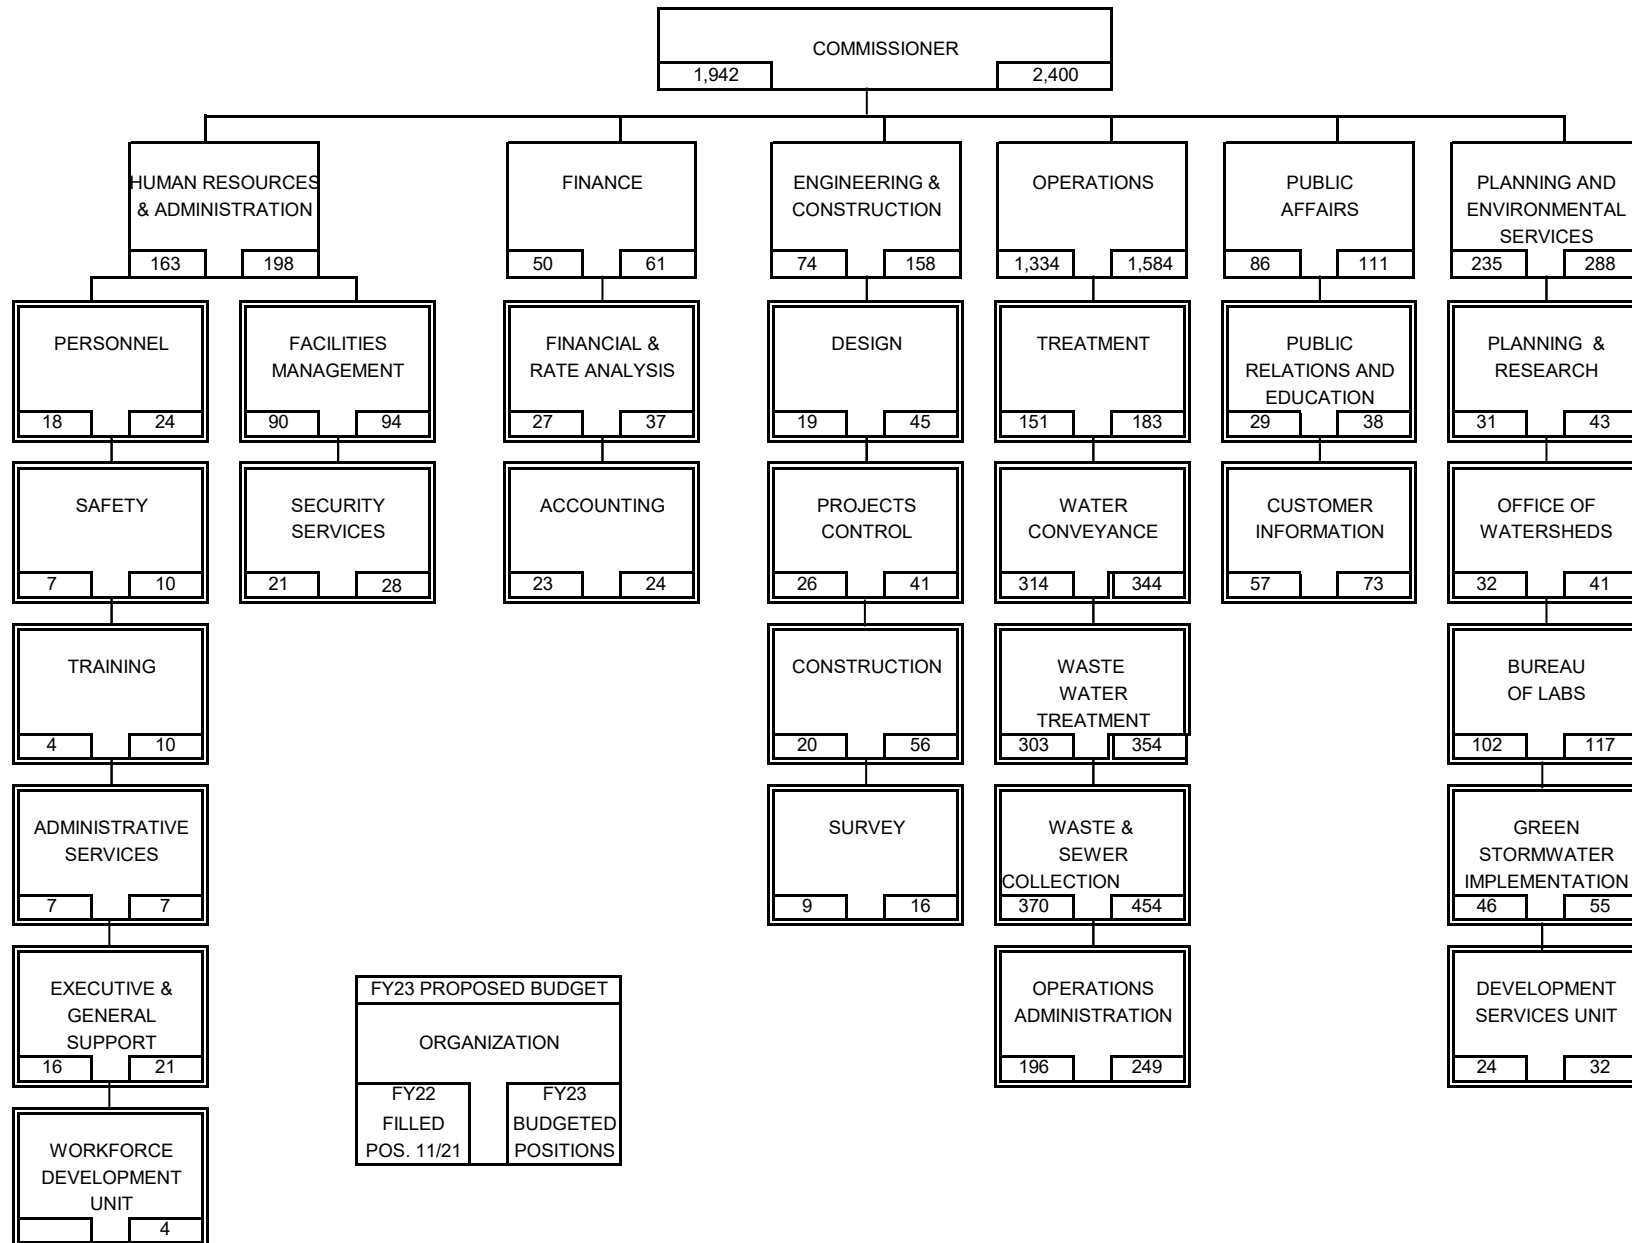 COMMISSIONER
1,942 2,400
HUMAN RESOURCES
& ADMINISTRATION
163 198
FINANCE
50 61
ENGINEERING &
CONSTRUCTION
74 158
OPERATIONS
1,334 1,584
PUBLIC
AFFAIRS
86 111
PLANNING AND
ENVIRONMENTAL
SERVICES
235 288
PERSONNEL
18 24
FACILITIES
MANAGEMENT
90 94
FINANCIAL &
RATE ANALYSIS
27 37
DESIGN
19 45
TREATMENT
151 183
PUBLIC
RELATIONS AND
EDUCATION
29 38
PLANNING &
RESEARCH
31 43
SAFETY
7 10
SECURITY
SERVICES
21 28
ACCOUNTING
23 24
PROJECTS
CONTROL
26 41
WATER
CONVEYANCE
314 344
CUSTOMER
INFORMATION
57 73
OFFICE OF
WATERSHEDS
32 41
TRAINING
4 10
CONSTRUCTION
20 56
WASTE
WATER
TREATMENT
303 354
BUREAU
OF LABS
102 117
ADMINISTRATIVE
SERVICES
7 7
SURVEY
9 16
WASTE &
SEWER
COLLECTION
370 454
GREEN
STORMWATER
IMPLEMENTATION
46 55
EXECUTIVE &
GENERAL
SUPPORT
16 21
OPERATIONS
ADMINISTRATION
196 249
DEVELOPMENT
SERVICES UNIT
24 32
WORKFORCE
DEVELOPMENT
UNIT
4
FY23 PROPOSED BUDGET
ORGANIZATION
FY22
FILLED
POS. 11/21
FY23
BUDGETED
POSITIONS